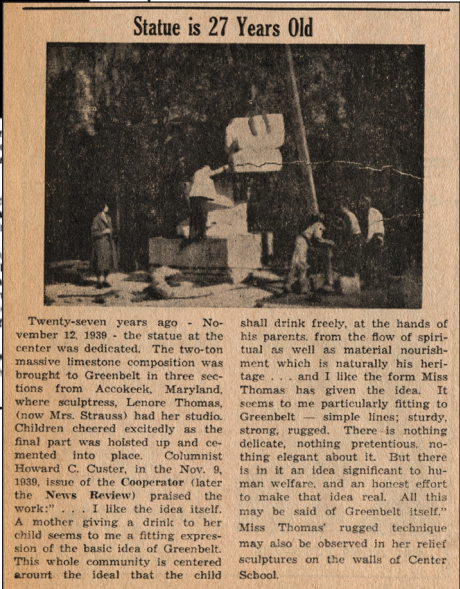 Statue is 27 Years Old
Twenty-seven years ago - No-
vember 12, 1939 - the statue at the
center was dedicated. The two-ton
massive limestone composition was
brought to Greenbelt in three sec-
tions from Accokeek, Maryland,
where sculptress, Lenore Thomas,
(now Mrs. Strauss) had her studio.
Children cheered excitedly as the
final part was hoisted up and ce-
mented into place. Columnist
Howard C. Custer, in the Nov. 9,
1939, issue of the Cooperator (later
the News Review) praised the
work:" . . . I like the idea itself.
A mother giving a drink to her
child seems to me a fitting expres-
sion of the basic idea of Greenbelt.
This whole community is centered
arount the ideal that the child
shall drink freely, at the hands of
his parents, from the flow of spiri-
tual as well as material nourish-
ment which is naturally his heri-
tage . . . and I like the form Miss
Thomas has given the idea. It
seems to me particularly fitting to
Greenbelt — simple lines; sturdy,
strong, rugged. There is nothing
delicate, nothing pretentious, no-
thing elegant about it. But there
is in it an idea significant to hu-
man welfare, and an honest effort
to make that idea real. All this
may be said of Greenbelt itself."
Miss Thomas' rugged technique
may also be observed in her relief
sculptures on the walls of Center
School.